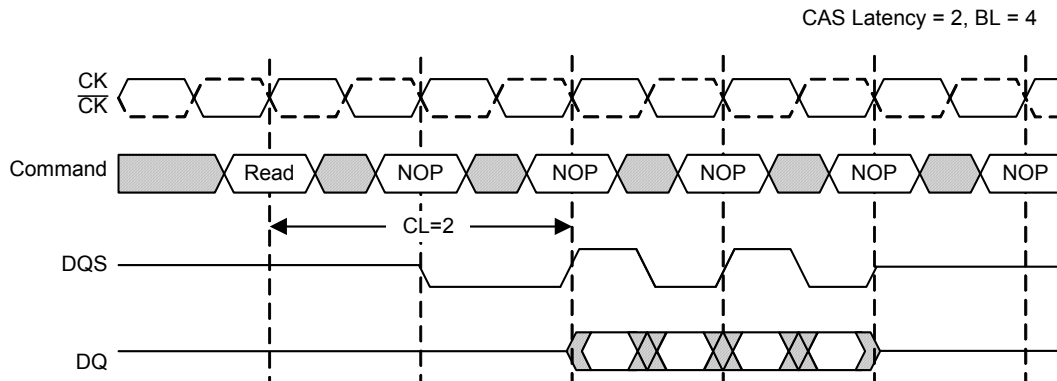 CAS Latency = 2, BL = 4
CK
CK
Command
Read NOP NOP NOP NOP NOP
CL=2
DQS
DQ